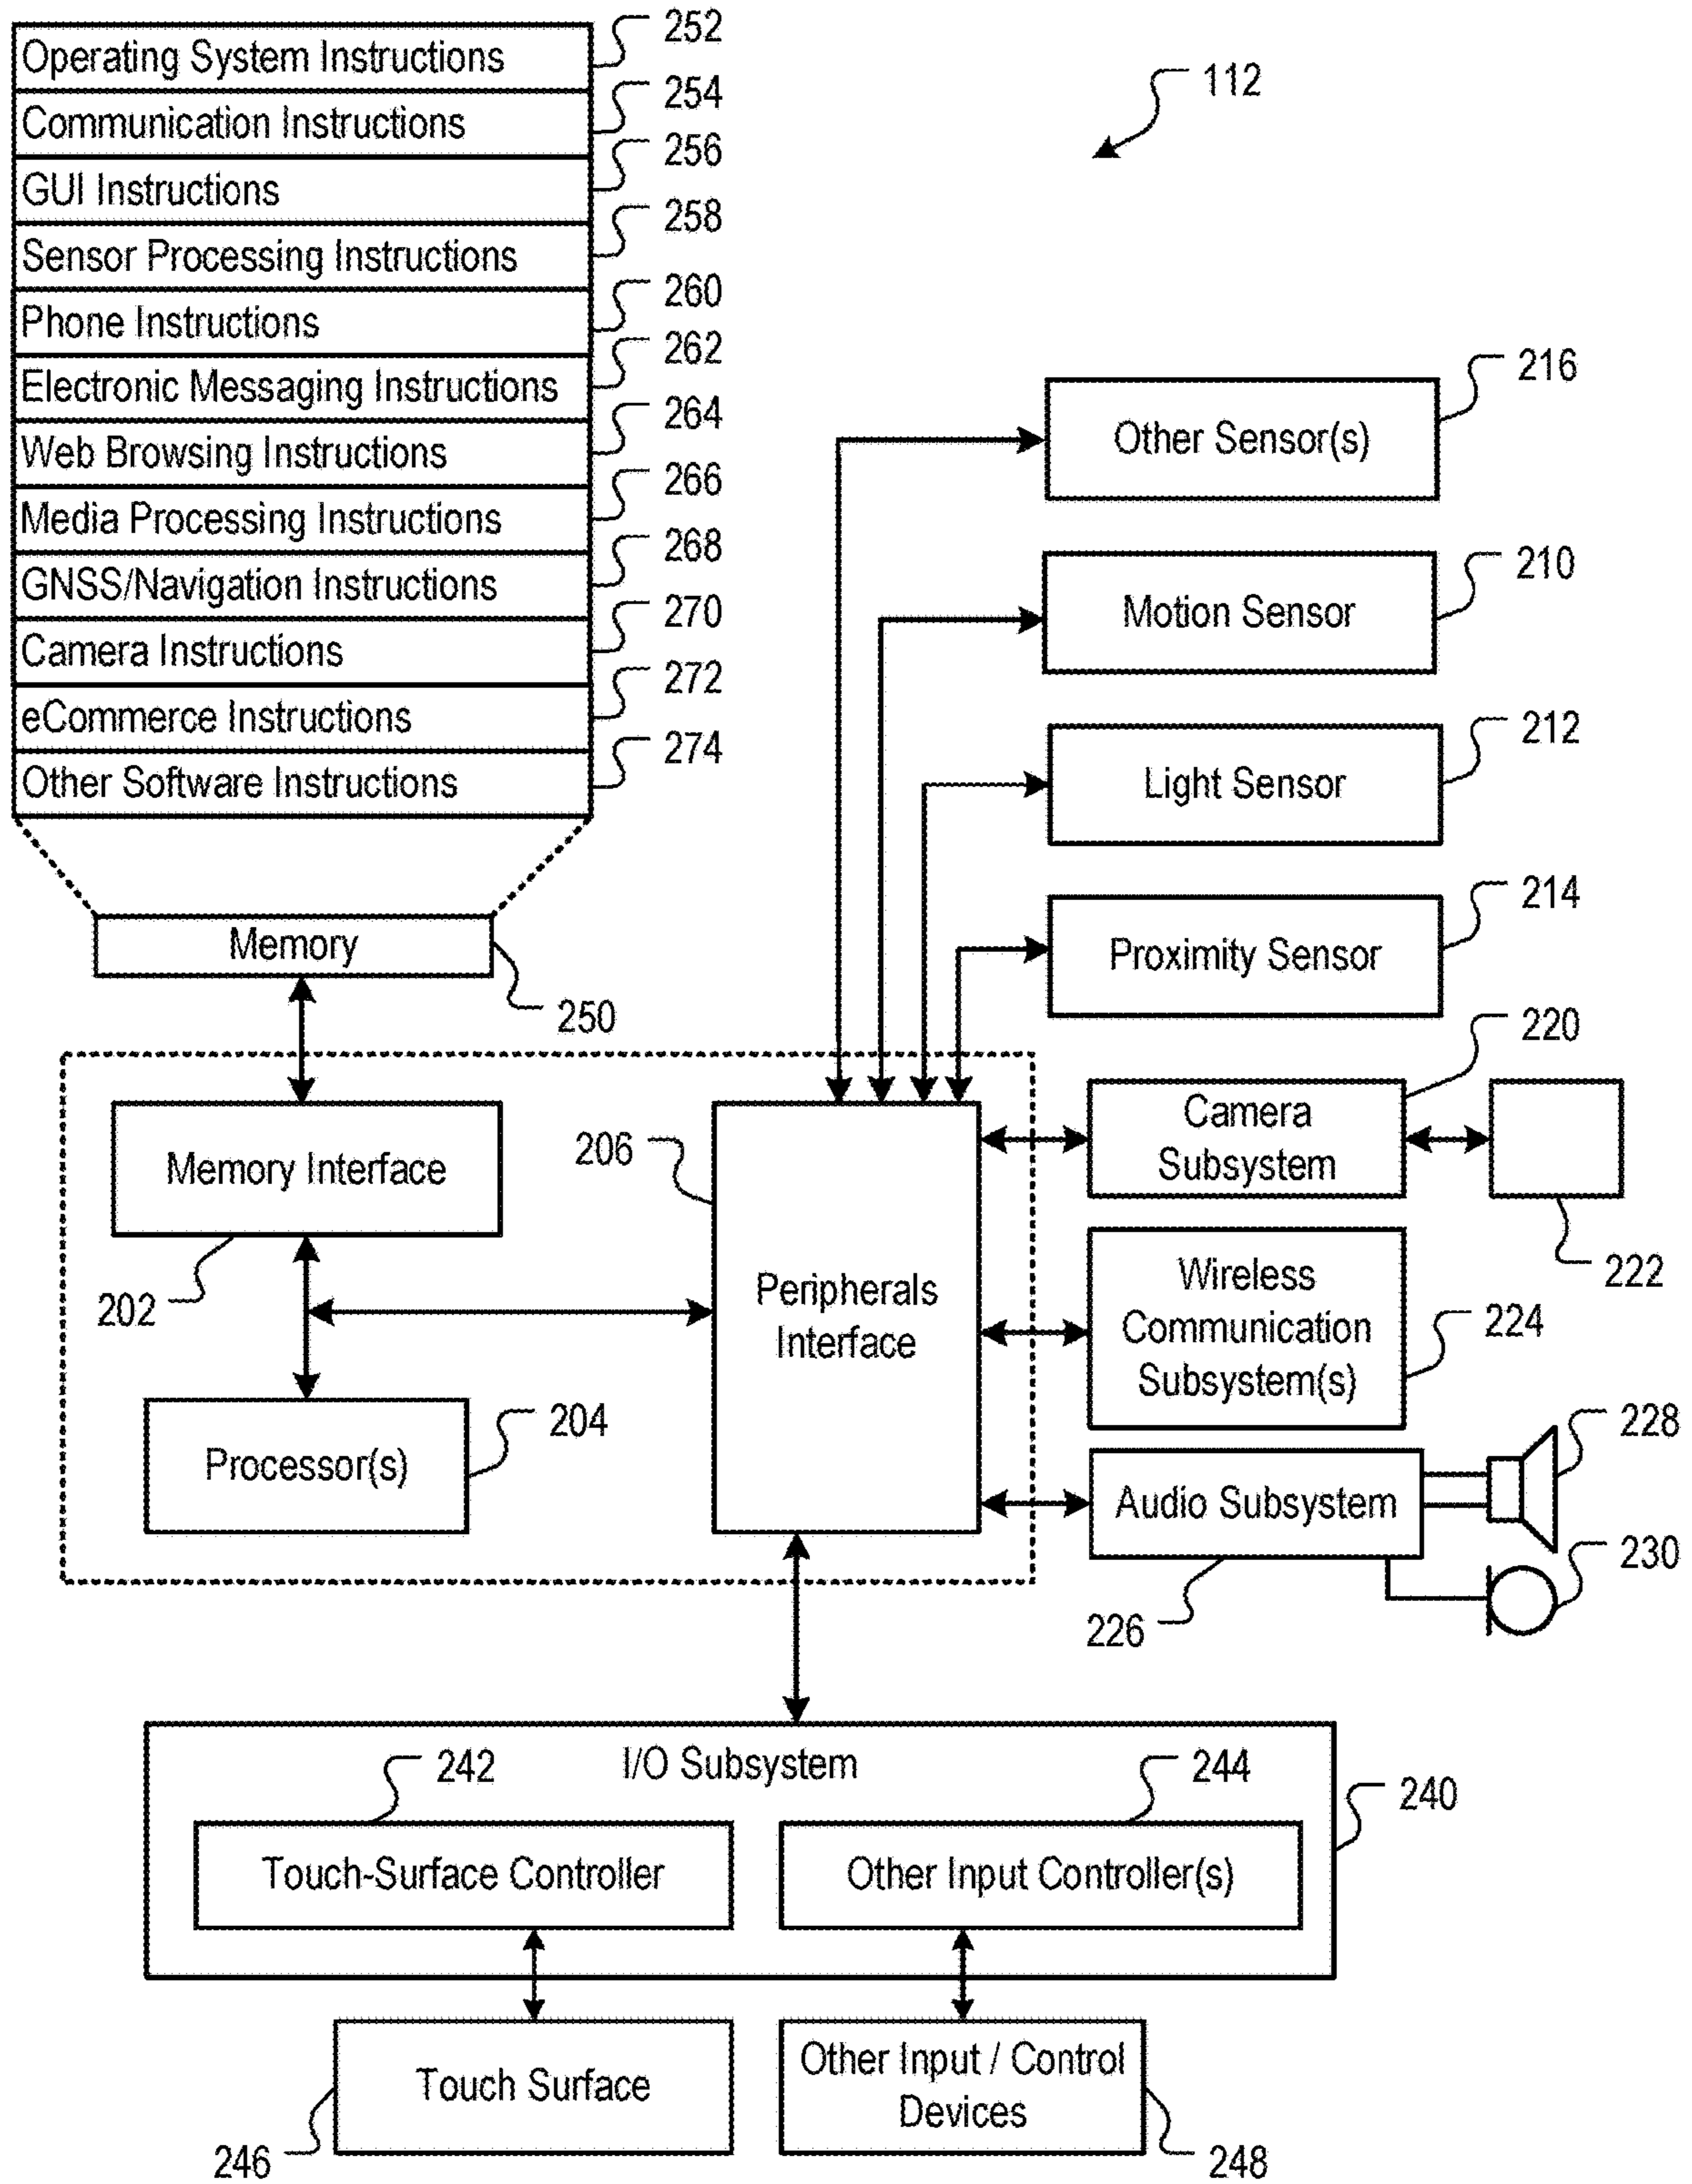 252
Operating System Instructions
254
Communication Instructions
256
GUI Instructions
258
Sensor Processing Instructions
260
Phone Instructions
262
Electronic Messaging Instructions
264
Web Browsing Instructions
266
Media Processing Instructions
268
GNSS/Navigation Instructions
270
Camera Instructions
272
eCommerce Instructions
274
Other Software Instructions
Memory
250
112
216
Other Sensor(s)
210
Motion Sensor
212
Light Sensor
214
Proximity Sensor
220
Camera
Subsystem
222
Memory Interface
202
206
Peripherals
Interface
Wireless
Communication
Subsystem(s)
224
Processor(s)
204
Audio Subsystem
228
230
226
I/O Subsystem
242
244
240
Touch-Surface Controller
Other Input Controller(s)
Touch Surface
246
Other Input / Control
Devices
248